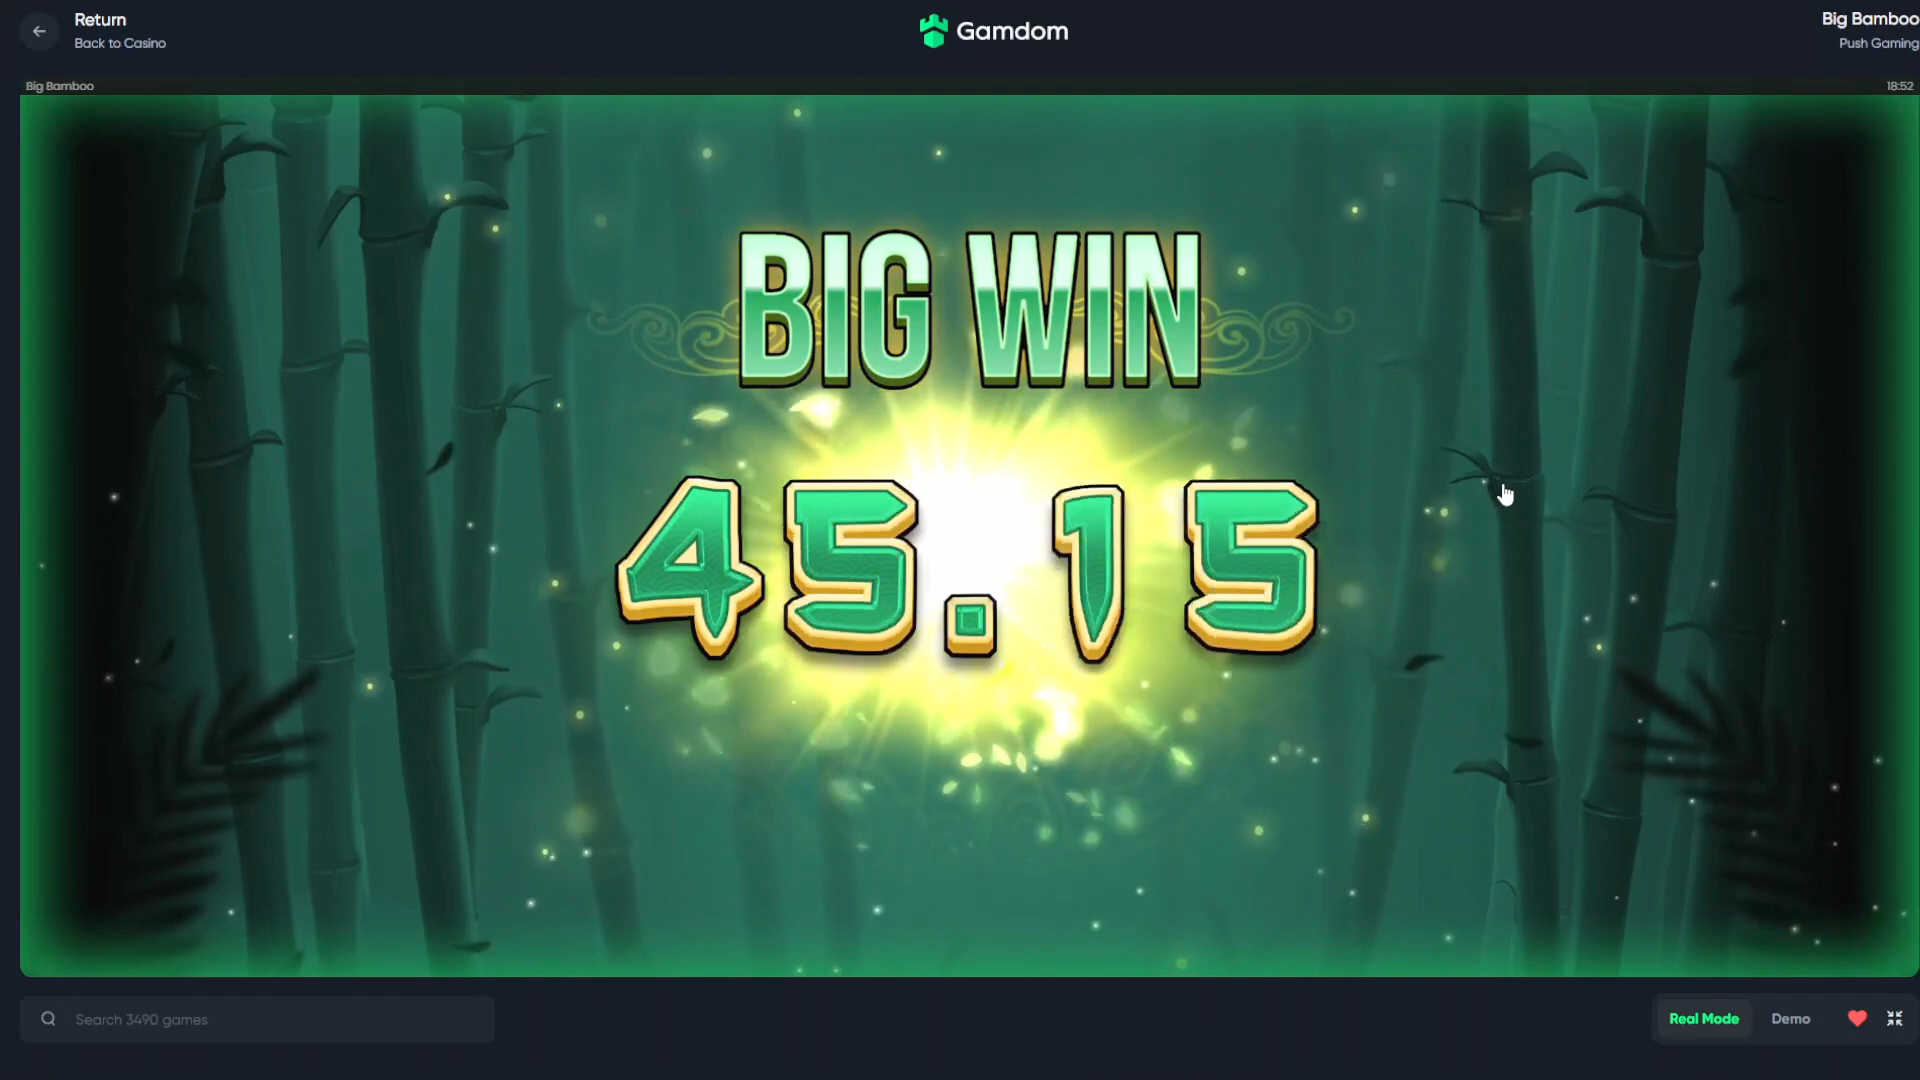 Return
Back to Casino
Gamdom
Big Bamboo
Push Gaming
Big Bamboo
18:52
BIG WIN
45.15
Search 3490 games
Real Mode
Demo